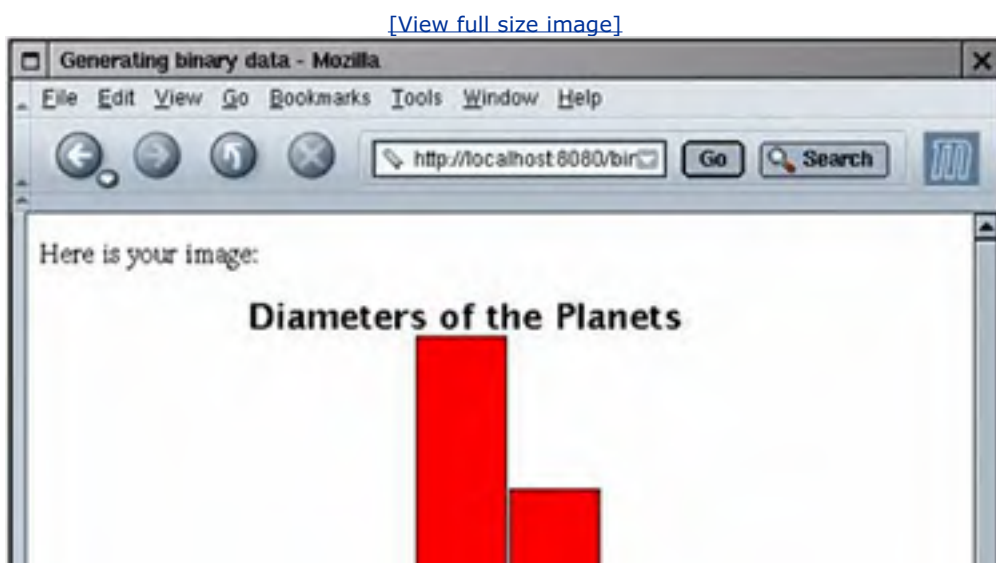 [View full size image]
Generating binary data - Mozilla
File Edit View Go Bookmarks Tools Window Help
http://localhost:8080/bin Go Search
Here is your image:
Diameters of the Planets